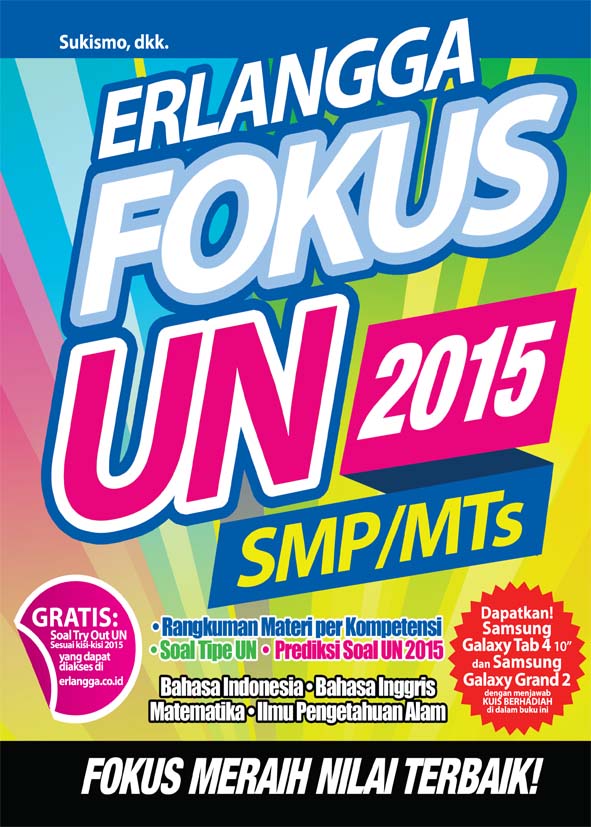 Sukismo, dkk.
ERLANGGA
FOKUS
UN
2015
SMP/MTs
GRATIS:
Soal Try Out UN
Sesuai kisi-kisi 2015
yang dapat
diakses di
erlangga.co.id
• Rangkuman Materi per Kompetensi
• Soal Tipe UN • Prediksi Soal UN 2015
Bahasa Indonesia • Bahasa Inggris
Matematika • Ilmu Pengetahuan Alam
Dapatkan!
Samsung
Galaxy Tab 4 10"
dan Samsung
Galaxy Grand 2
dengan menjawab
KUIS BERHADIAH
di dalam buku ini
FOKUS MERAIH NILAI TERBAIK!